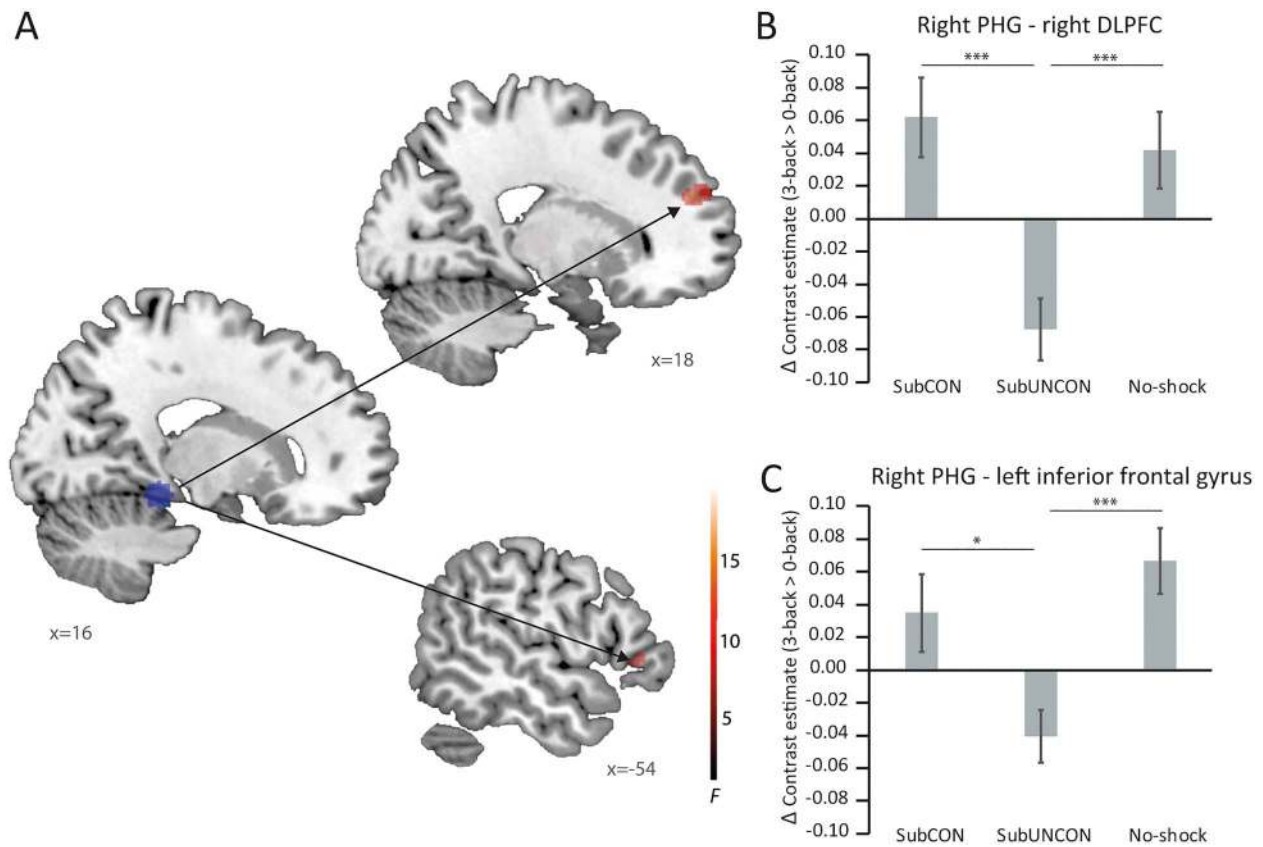 A
x=18
x=16
x=-54
15
10
5
F
B
Right PHG - right DLPFC
Δ Contrast estimate (3-back > 0-back)
0.10
0.08
0.06
0.04
0.02
0.00
-0.02
-0.04
-0.06
-0.08
-0.10
*** ***
SubCON SubUNCON No-shock
C
Right PHG - left inferior frontal gyrus
Δ Contrast estimate (3-back > 0-back)
0.10
0.08
0.06
0.04
0.02
0.00
-0.02
-0.04
-0.06
-0.08
-0.10
***
*
SubCON SubUNCON No-shock